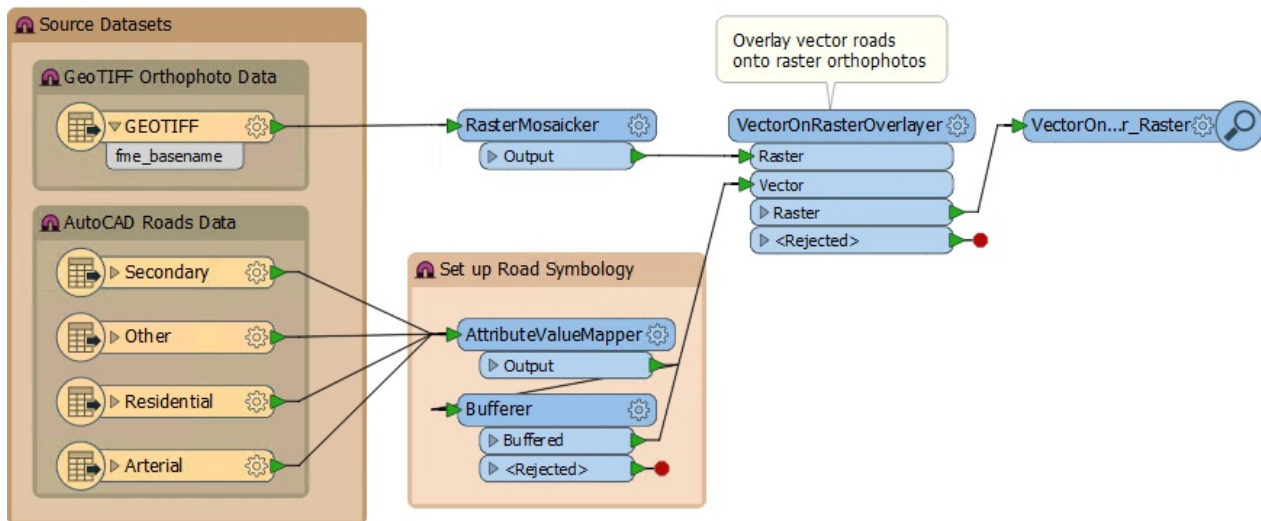 Source Datasets
GeoTIFF Orthophoto Data
GEOTIFF
fme_basename
AutoCAD Roads Data
Secondary
Other
Residential
Arterial
RasterMosaicker
Output
Set up Road Symbology
AttributeValueMapper
Output
Bufferer
Buffered
<Rejected>
Overlay vector roads
onto raster orthophotos
VectorOnRasterOverlayer
Raster
Vector
Raster
<Rejected>
VectorOn...r_Raster